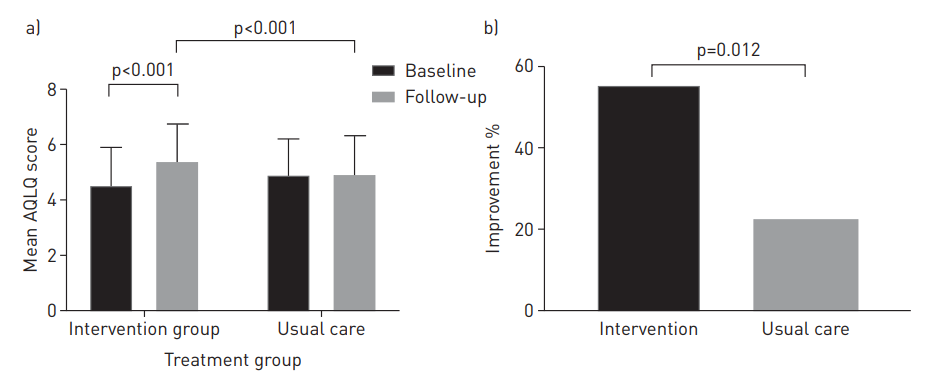 a)
p<0.001
p<0.001
Baseline
Follow-up
8
6
4
2
0
Mean AQLQ score
Intervention group
Usual care
Treatment group
b)
p=0.012
60
40
20
0
Improvement %
Intervention
Usual care